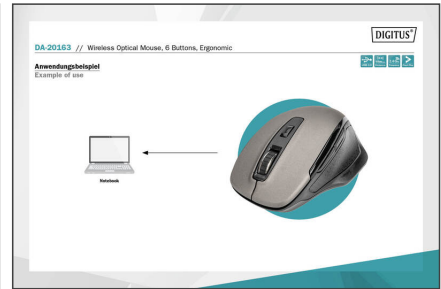 DIGITUS®
DA-20163 // Wireless Optical Mouse, 6 Buttons, Ergonomic
Anwendungsbeispiel
Example of use
Notebook